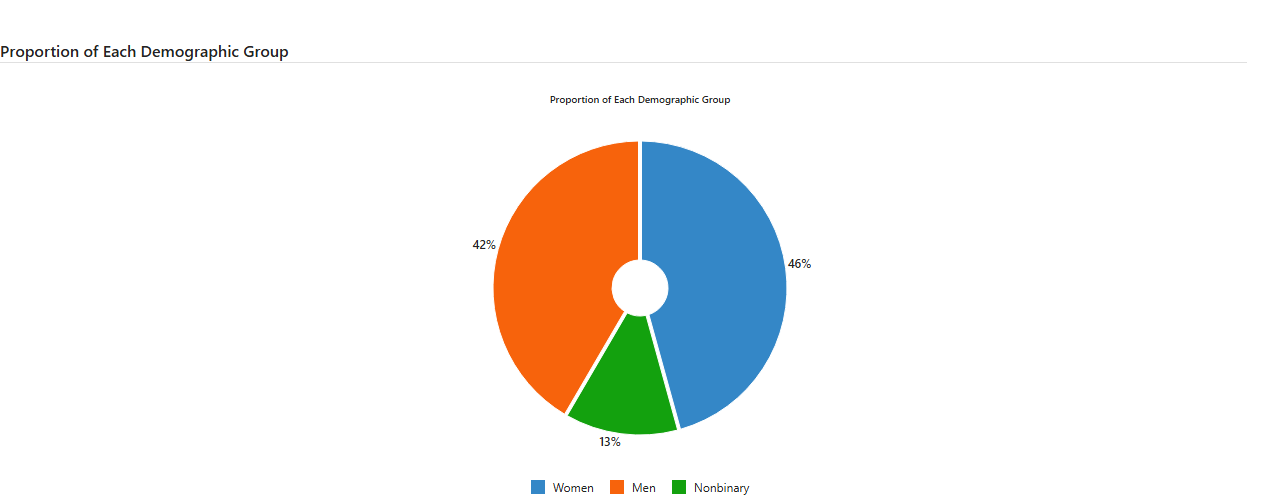 Proportion of Each Demographic Group
Proportion of Each Demographic Group
42%
46%
13%
Women Men Nonbinary